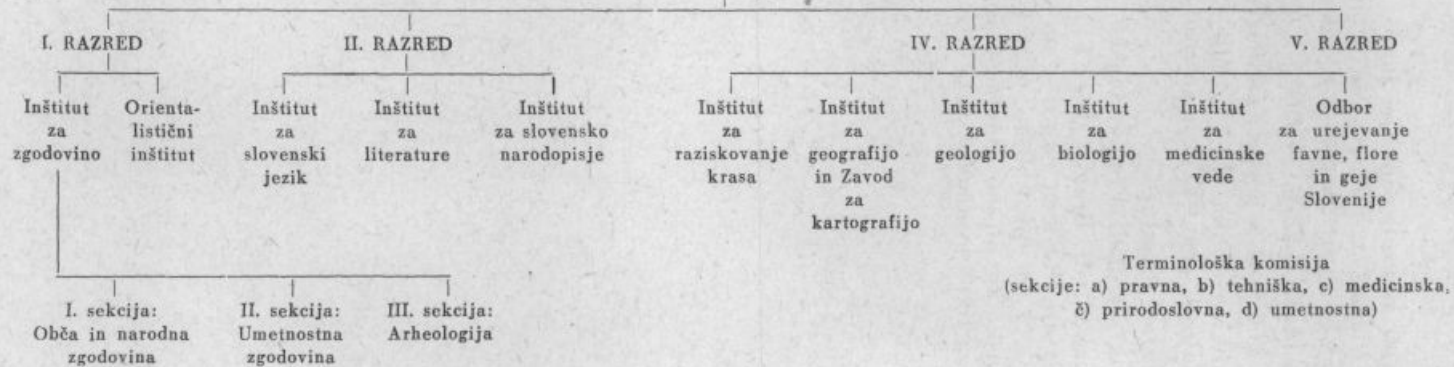 I. RAZRED
II. RAZRED
IV. RAZRED
V. RAZRED
Inštitut
za
zgodovino
Orienta-
listični
inštitut
Inštitut
za
slovenski
jezik
Inštitut
za
literature
Inštitut
za slovensko
narodopisje
Inštitut
za
raziskovanje
krasa
Inštitut
za
geografijo
in Zavod
za
kartografijo
Inštitut
za
geologijo
Inštitut
za
biologijo
Inštitut
za
medicinske
vede
Odbor
za urejevanje
favne, flore
in geje
Slovenije
I. sekcija:
Obča in narodna
zgodovina
II. sekcija:
Umetnostna
zgodovina
III. sekcija:
Arheologija
Terminološka komisija
(sekcije: a) pravna, b) tehniška, c) medicinska,
č) prirodoslovna, d) umetnostna)